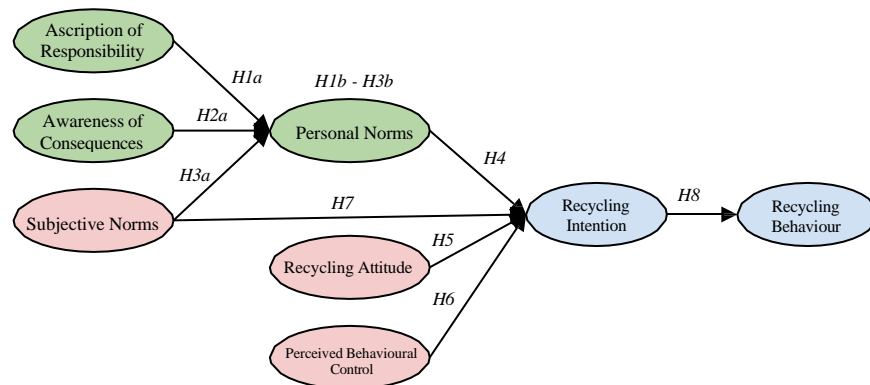 Ascription of
Responsibility
H1a
H1b - H3b
Awareness of
Consequences
H2a
Personal Norms
H3a
H4
Subjective Norms
H7
Recycling
Intention
H8
Recycling
Behaviour
Recycling Attitude
H5
H6
Perceived Behavioural
Control